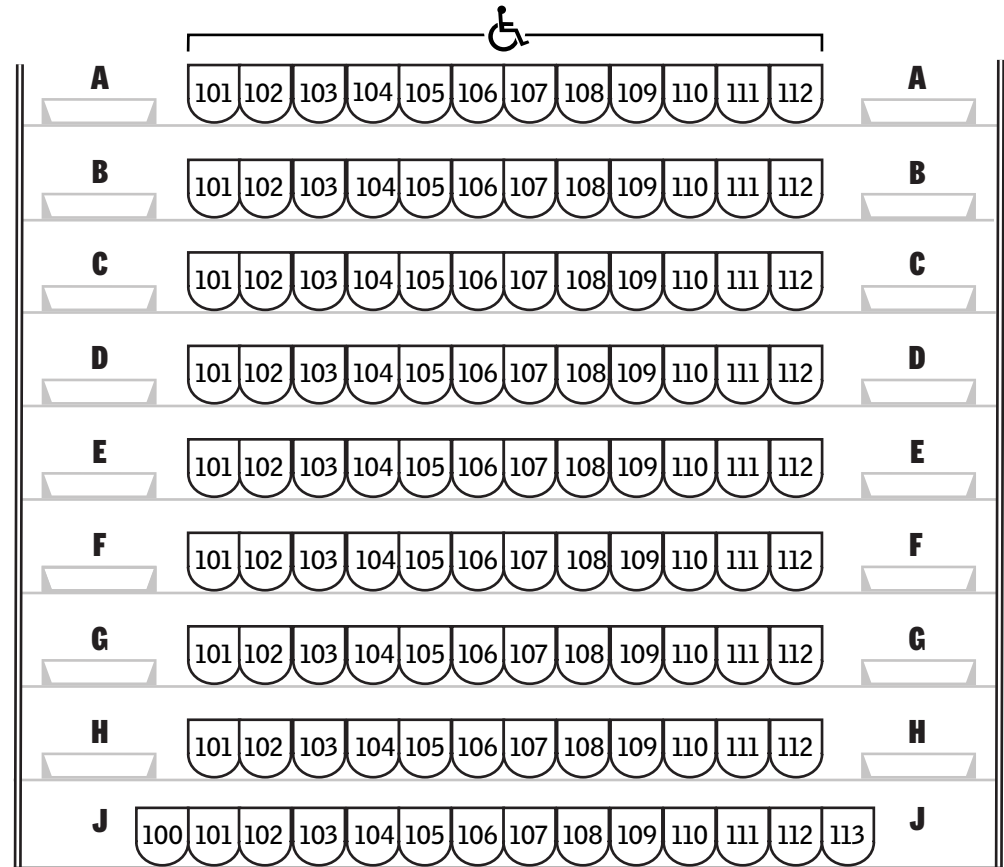 A 101 102 103 104 105 106 107 108 109 110 111 112 A
B 101 102 103 104 105 106 107 108 109 110 111 112 B
C 101 102 103 104 105 106 107 108 109 110 111 112 C
D 101 102 103 104 105 106 107 108 109 110 111 112 D
E 101 102 103 104 105 106 107 108 109 110 111 112 E
F 101 102 103 104 105 106 107 108 109 110 111 112 F
G 101 102 103 104 105 106 107 108 109 110 111 112 G
H 101 102 103 104 105 106 107 108 109 110 111 112 H
J 100 101 102 103 104 105 106 107 108 109 110 111 112 113 J